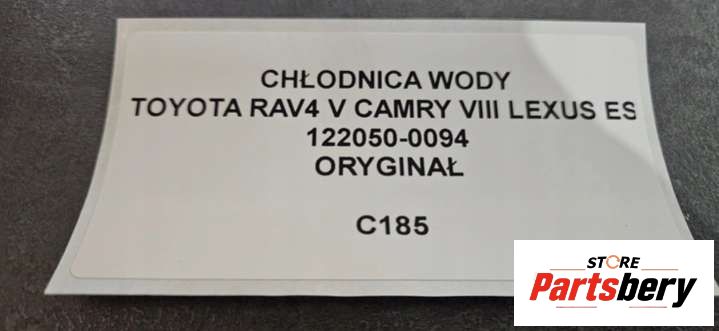 CHŁODNICA WODY
TOYOTA RAV4 V CAMRY VIII LEXUS ES
122050-0094
ORYGINAŁ
C185
STORE
Partsbery